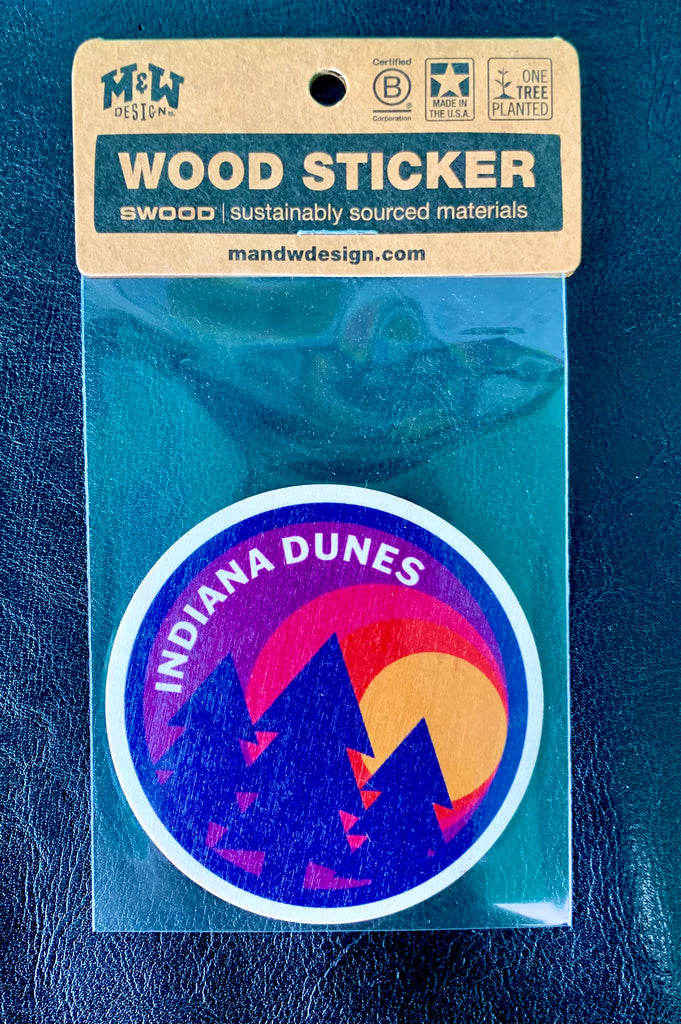 M&W
DESIGN CO.
Certified
B
®
Corporation
MADE IN
THE U.S.A.
ONE
TREE
PLANTED
WOOD STICKER
SWOOD | sustainably sourced materials
mandwdesign.com
INDIANA DUNES